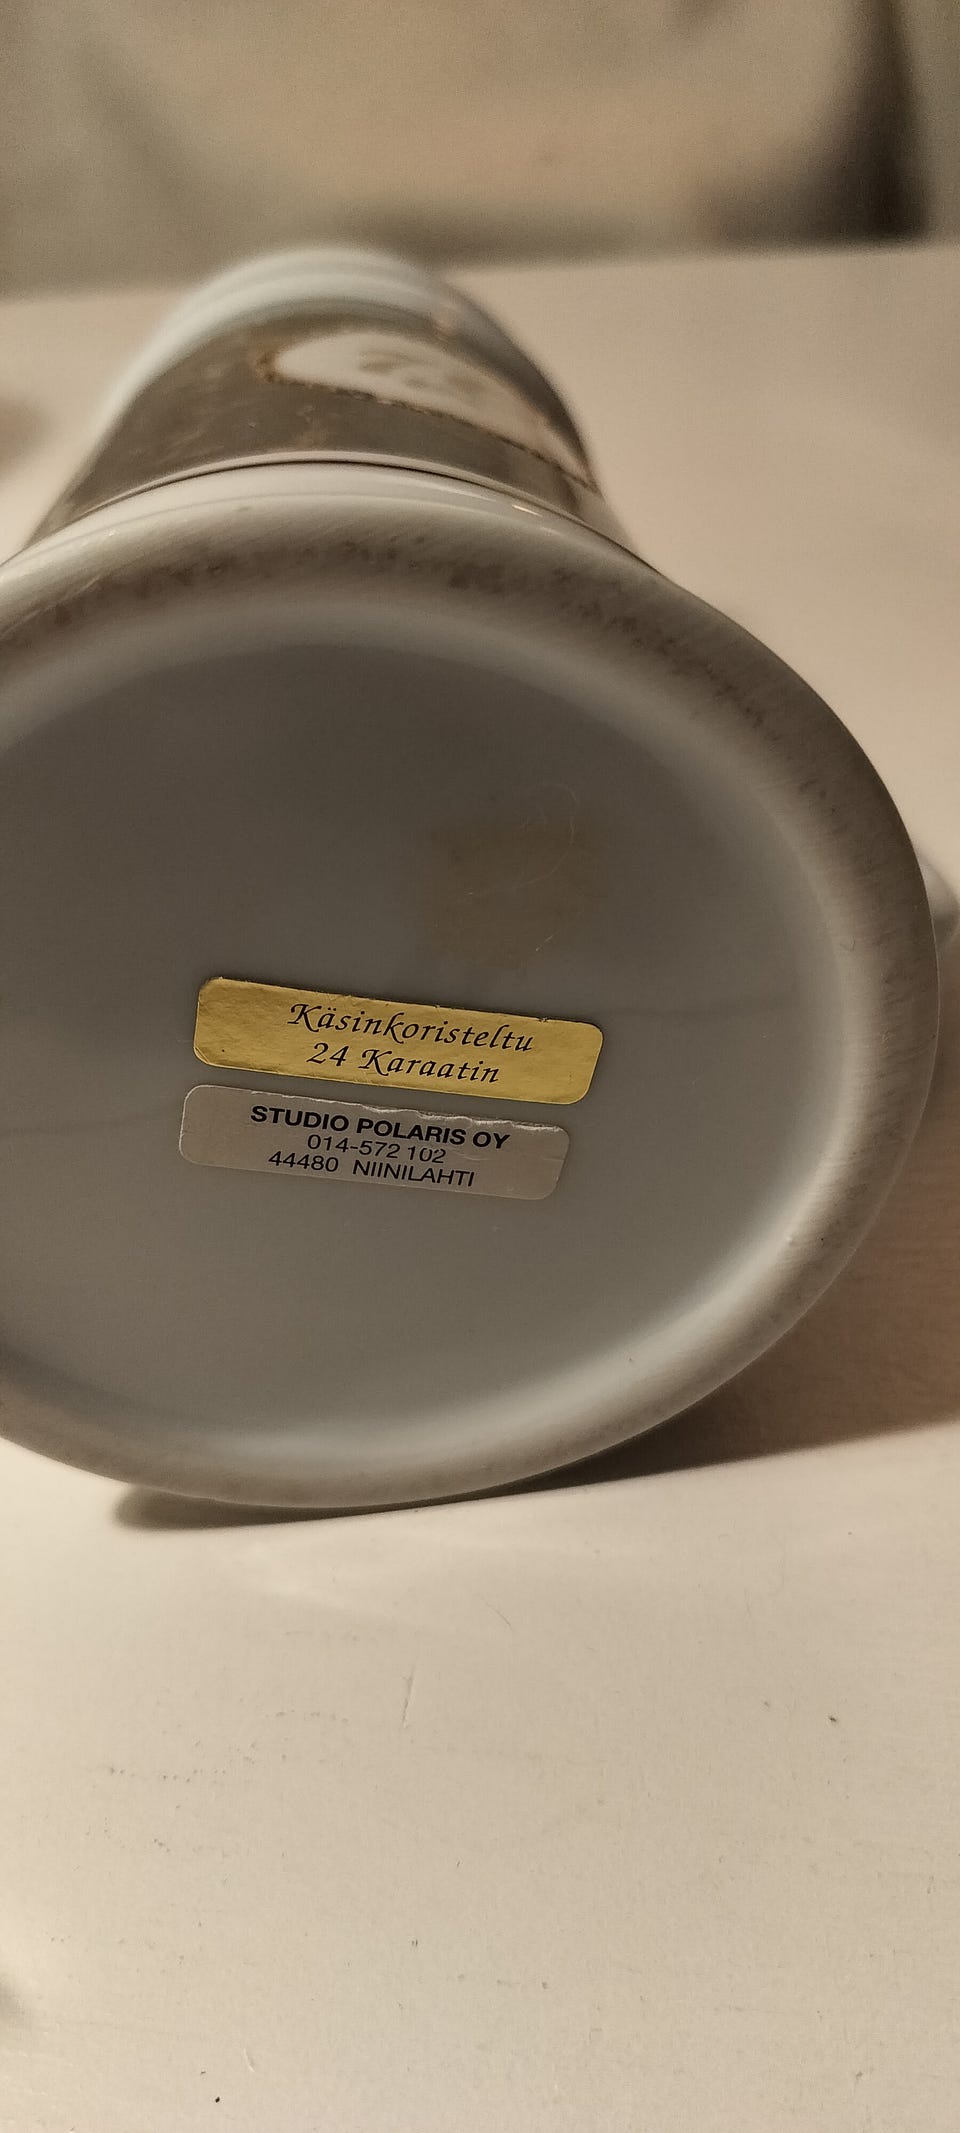 Käsinkoristeltu
24 Karaatin
STUDIO POLARIS OY
014-572 102
44480 NIINILAHTI